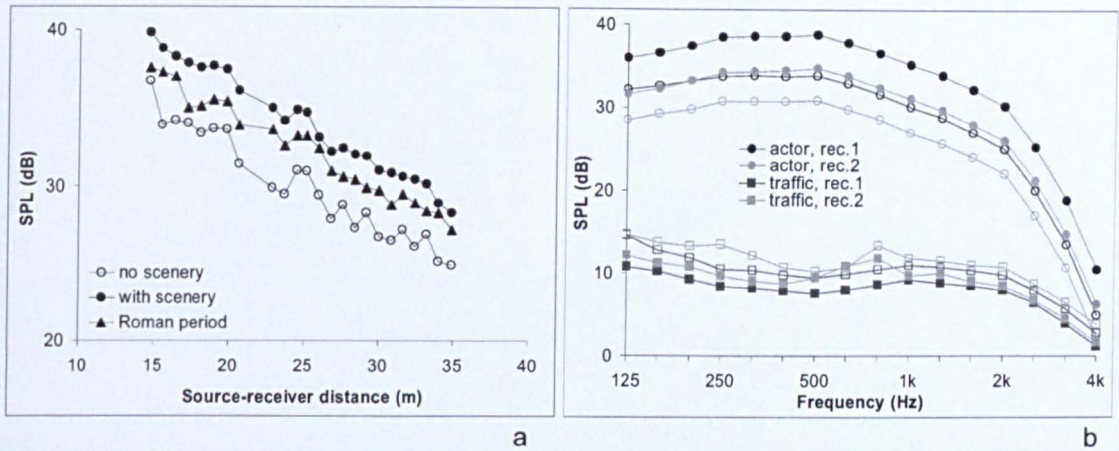 40
30
20
SPL (dB)
no scenery
with scenery
Roman period
10 15 20 25 30 35 40
Source-receiver distance (m)
a
40
30
20
10
0
SPL (dB)
actor, rec.1
actor, rec.2
traffic, rec.1
traffic, rec.2
125 250 500 1k 2k 4k
Frequency (Hz)
b